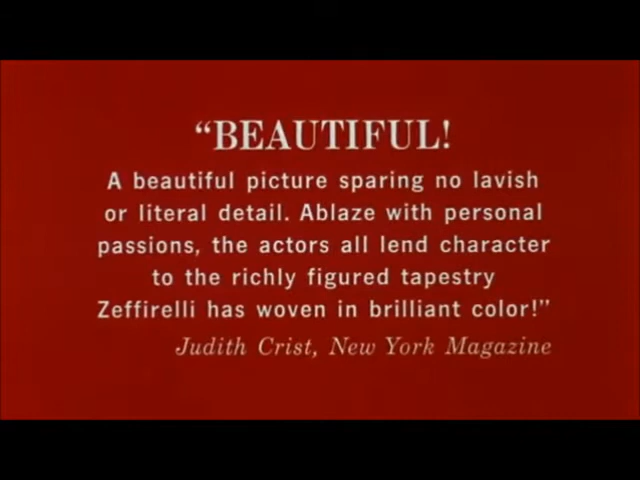 “BEAUTIFUL!
A beautiful picture sparing no lavish
or literal detail. Ablaze with personal
passions, the actors all lend character
to the richly figured tapestry
Zeffirelli has woven in brilliant color!”
Judith Crist, New York Magazine